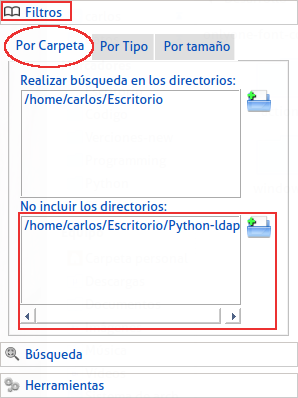 Filtros
Por Carpeta Por Tipo Por tamaño
Realizar búsqueda en los directorios:
/home/carlos/Escritorio
No incluir los directorios:
/home/carlos/Escritorio/Python-ldap
Búsqueda
Herramientas